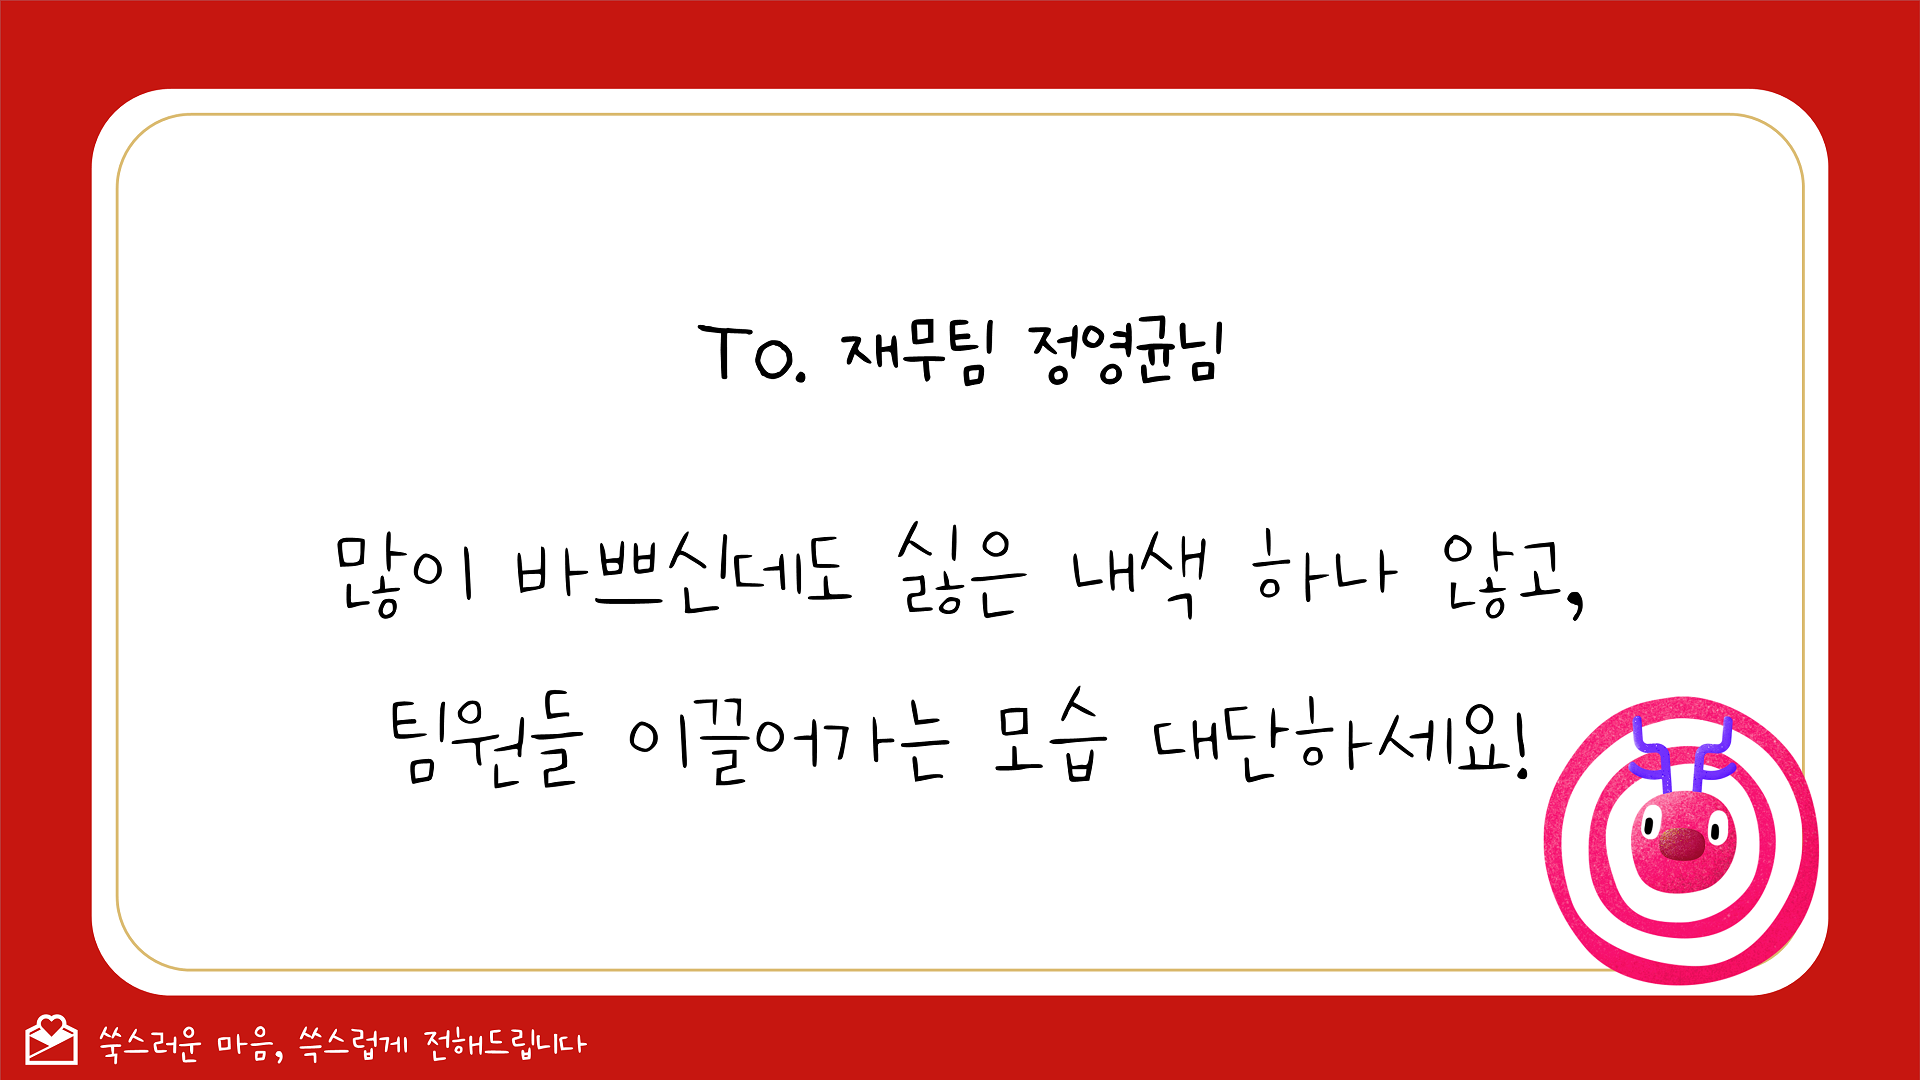 To. 재무팀 정영균님
많이 바쁘신데도 싫은 내색 하나 않고,
팀원들 이끌어가는 모습 대단하세요!
쑥스러운 마음, 쓱스럽게 전해드립니다